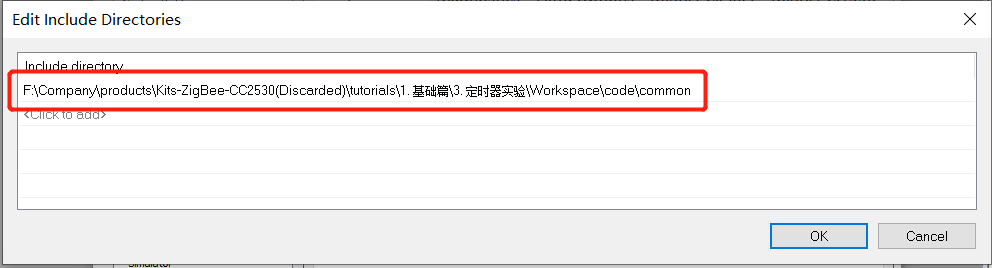 Edit Include Directories
Include directory
F:\Company\products\Kits-ZigBee-CC2530(Discarded)\tutorials\1.基础篇\3.定时器实验\Workspace\code\common
<Click to add>
OK
Cancel
Simulator